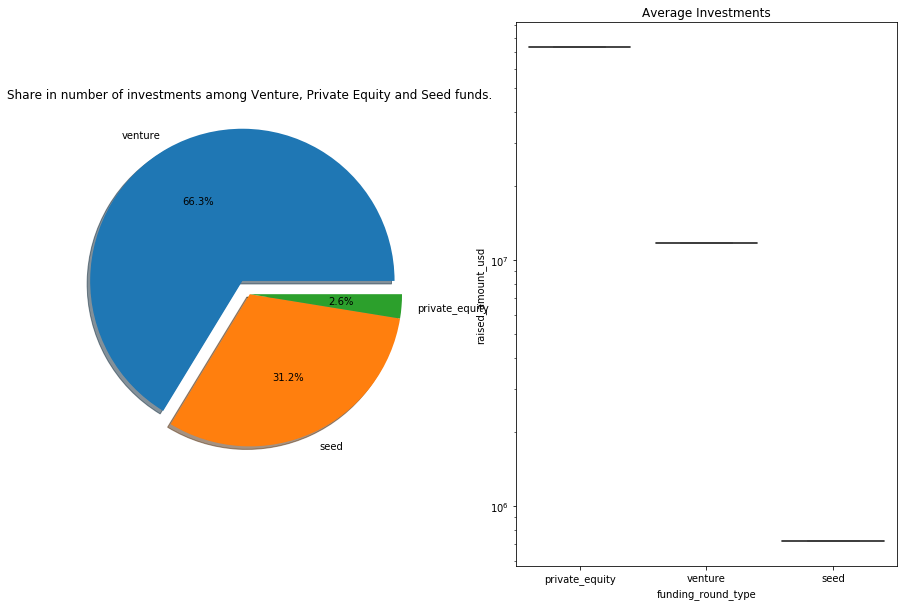 Share in number of investments among Venture, Private Equity and Seed funds.
venture
66.3%
2.6%
private_equity
31.2%
seed
Average Investments
raised_amount_usd
10^7
10^6
private_equity
venture
seed
funding_round_type